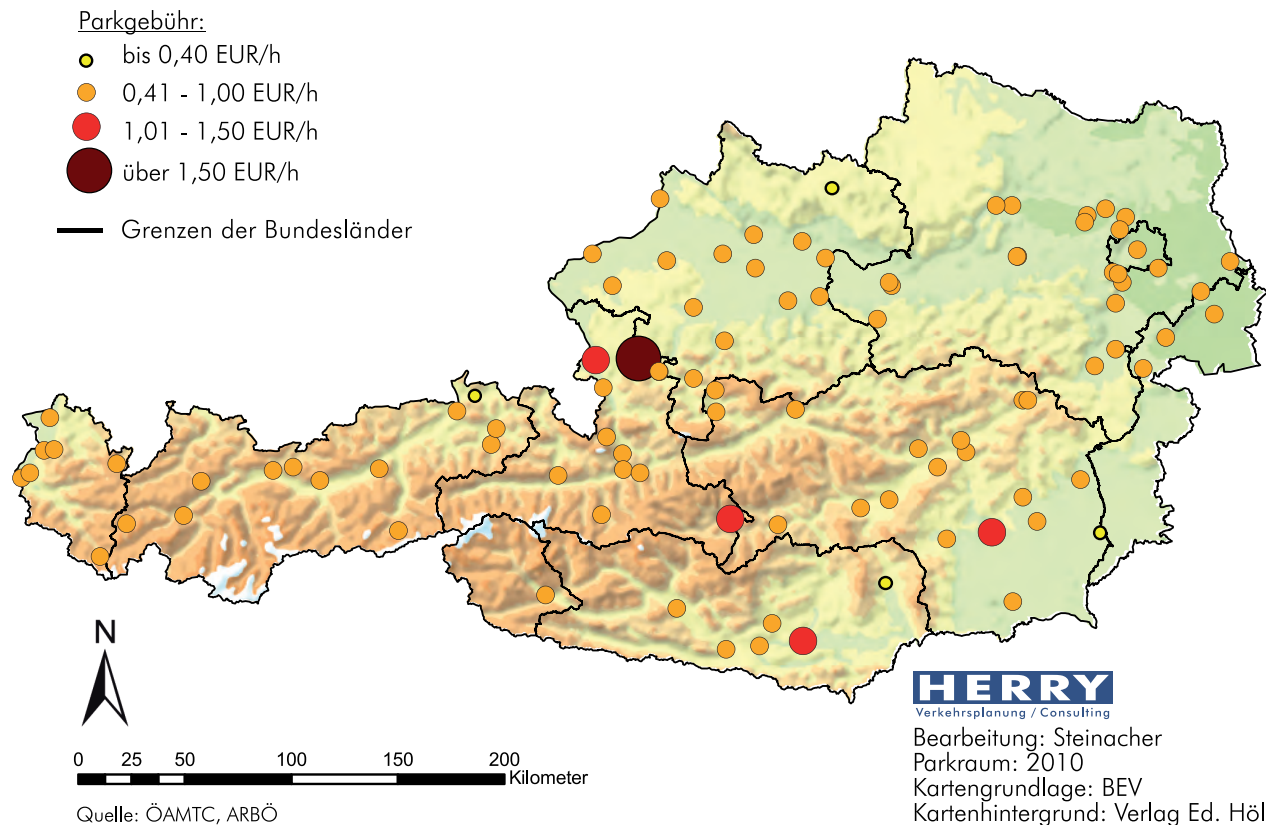 Parkgebühr:
bis 0,40 EUR/h
0,41 - 1,00 EUR/h
1,01 - 1,50 EUR/h
über 1,50 EUR/h
Grenzen der Bundesländer
N
0 25 50 100 150 200
Kilometer
Quelle: ÖAMTC, ARBÖ
HERRY
Verkehrsplanung / Consulting
Bearbeitung: Steinacher
Parkraum: 2010
Kartengrundlage: BEV
Kartenhintergrund: Verlag Ed. Höl